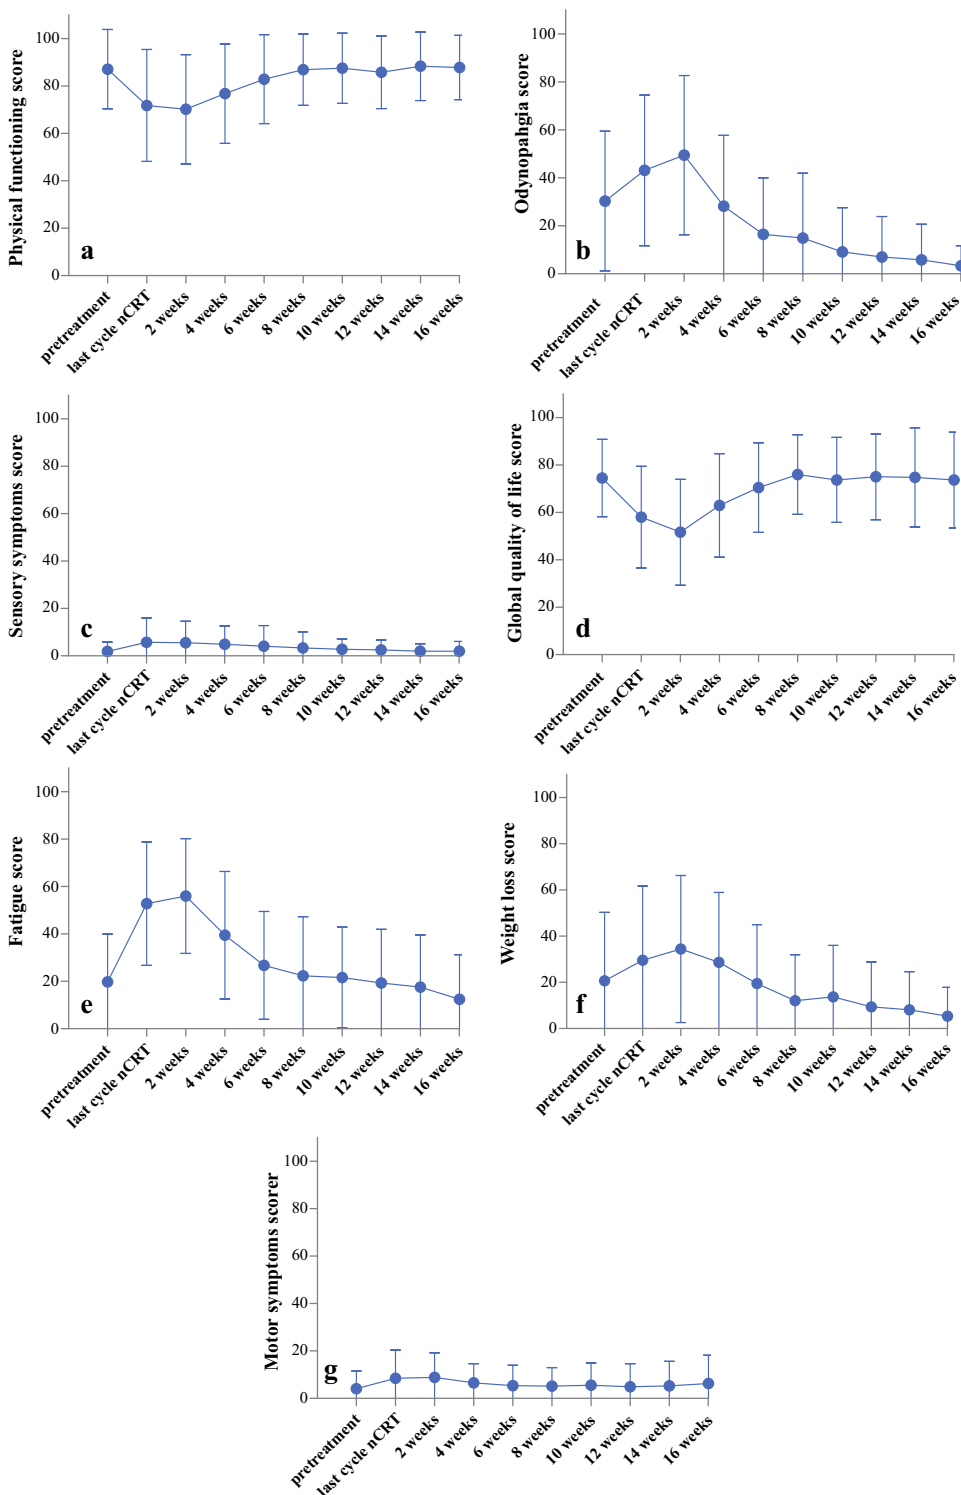 Physical functioning score
100
80
60
40
20
0
a
pretreatment
last cycle nCRT
2 weeks
4 weeks
6 weeks
8 weeks
10 weeks
12 weeks
14 weeks
16 weeks
Odynopahgia score
100
80
60
40
20
0
b
pretreatment
last cycle nCRT
2 weeks
4 weeks
6 weeks
8 weeks
10 weeks
12 weeks
14 weeks
16 weeks
Sensory symptoms score
100
80
60
40
20
0
c
pretreatment
last cycle nCRT
2 weeks
4 weeks
6 weeks
8 weeks
10 weeks
12 weeks
14 weeks
16 weeks
Global quality of life score
100
80
60
40
20
0
d
pretreatment
last cycle nCRT
2 weeks
4 weeks
6 weeks
8 weeks
10 weeks
12 weeks
14 weeks
16 weeks
Fatigue score
100
80
60
40
20
0
e
pretreatment
last cycle nCRT
2 weeks
4 weeks
6 weeks
8 weeks
10 weeks
12 weeks
14 weeks
16 weeks
Weight loss score
100
80
60
40
20
0
f
pretreatment
last cycle nCRT
2 weeks
4 weeks
6 weeks
8 weeks
10 weeks
12 weeks
14 weeks
16 weeks
Motor symptoms scorer
100
80
60
40
20
0
g
pretreatment
last cycle nCRT
2 weeks
4 weeks
6 weeks
8 weeks
10 weeks
12 weeks
14 weeks
16 weeks